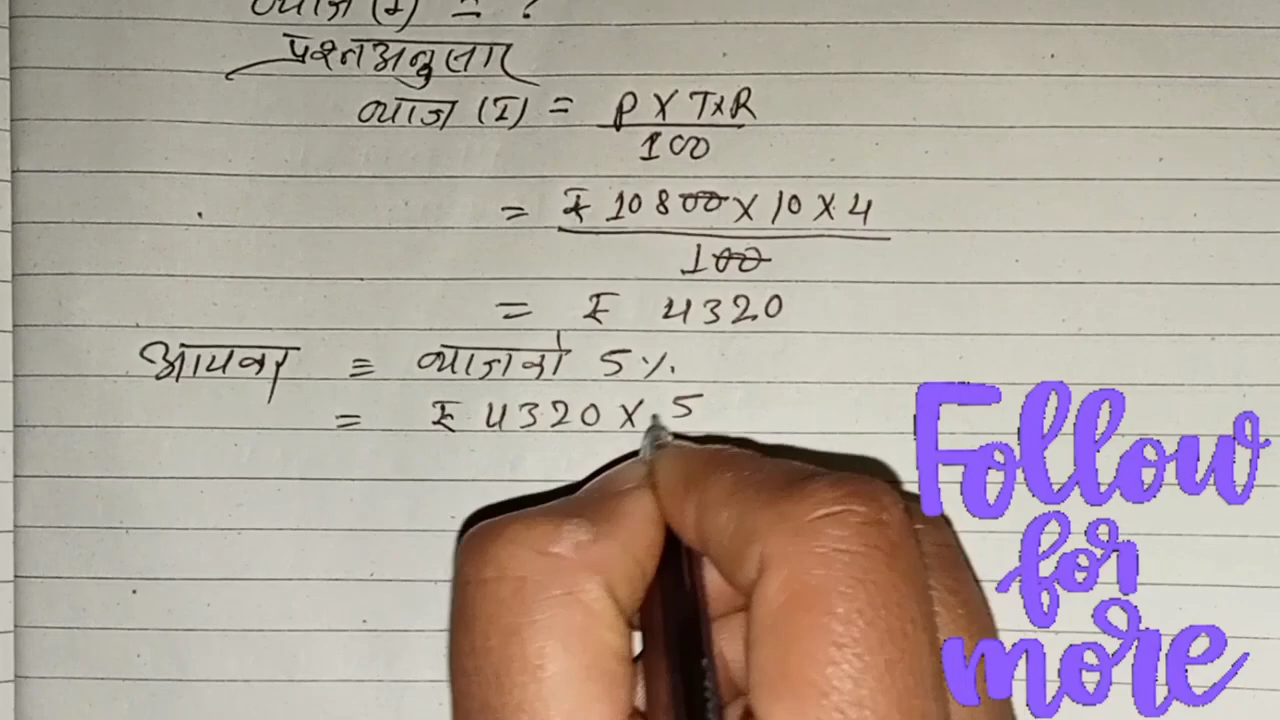 ब्याज (I) = ?
प्रश्नअनुसार
ब्याज (I) = P X T x R
100
= रु 10800 X 10 X 4
100
= रु 4320
आयकर = ब्याजको 5%.
= रु 4320 X 5
Follow
for
more